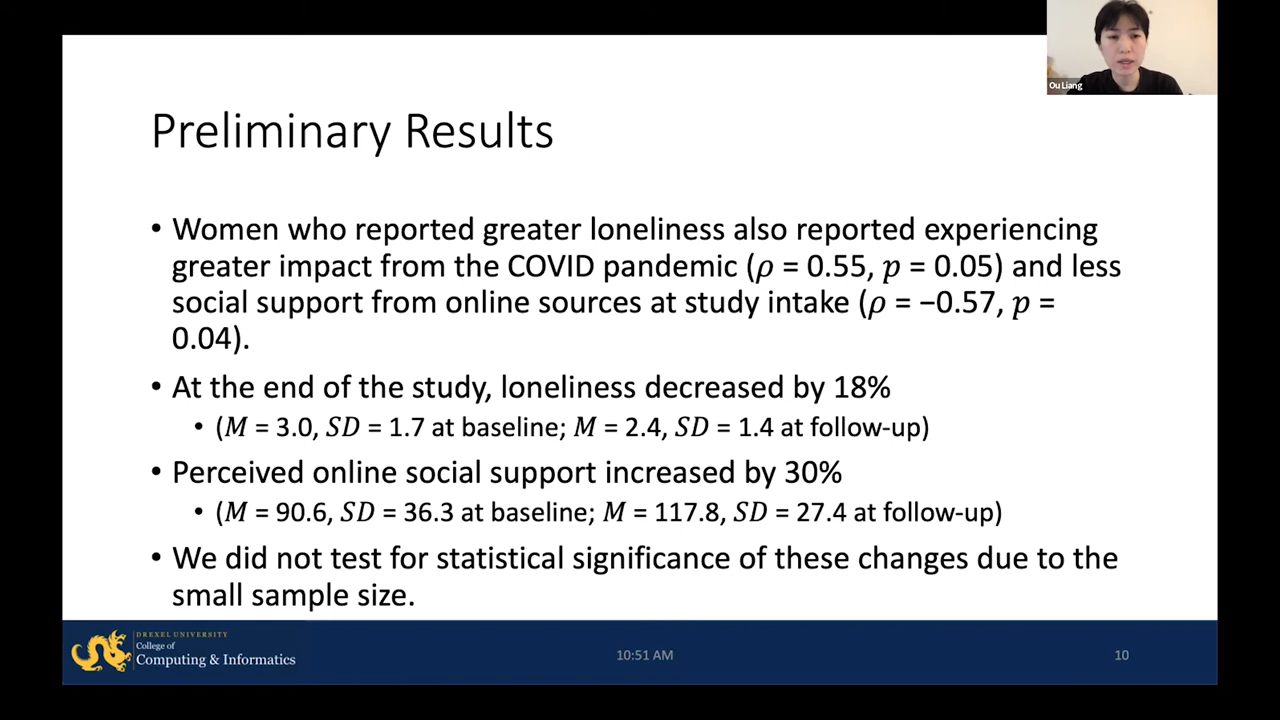 Ou Liang
Preliminary Results
• Women who reported greater loneliness also reported experiencing
greater impact from the COVID pandemic (ρ = 0.55, p = 0.05) and less
social support from online sources at study intake (ρ = −0.57, p =
0.04).
• At the end of the study, loneliness decreased by 18%
• (M = 3.0, SD = 1.7 at baseline; M = 2.4, SD = 1.4 at follow-up)
• Perceived online social support increased by 30%
• (M = 90.6, SD = 36.3 at baseline; M = 117.8, SD = 27.4 at follow-up)
• We did not test for statistical significance of these changes due to the
small sample size.
DREXEL UNIVERSITY
College of
Computing & Informatics
10:51 AM
10